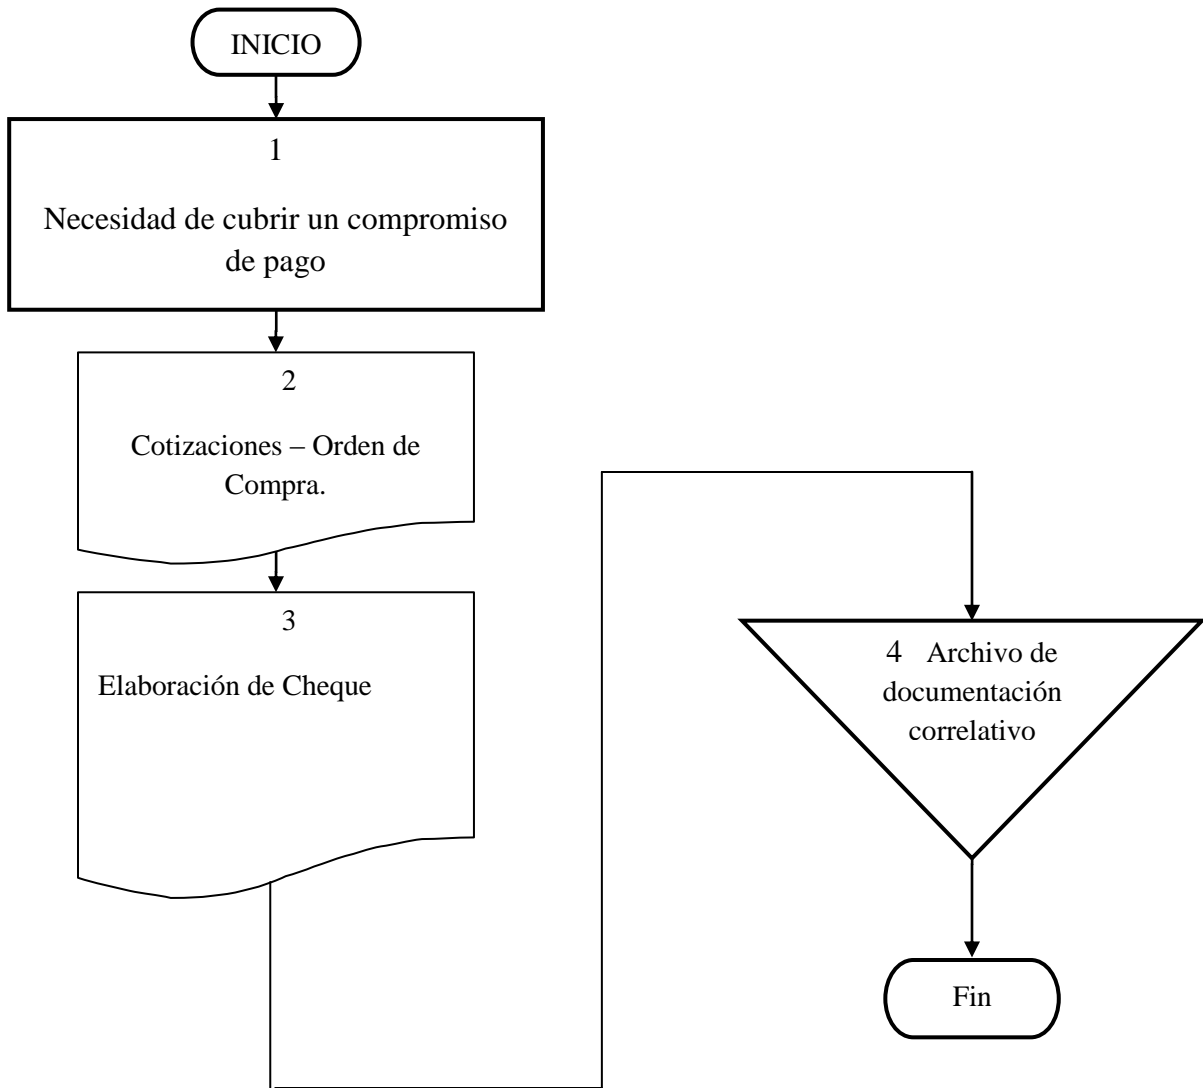 INICIO
1
Necesidad de cubrir un compromiso
de pago
2
Cotizaciones – Orden de
Compra.
3
Elaboración de Cheque
4 Archivo de
documentación
correlativo
Fin